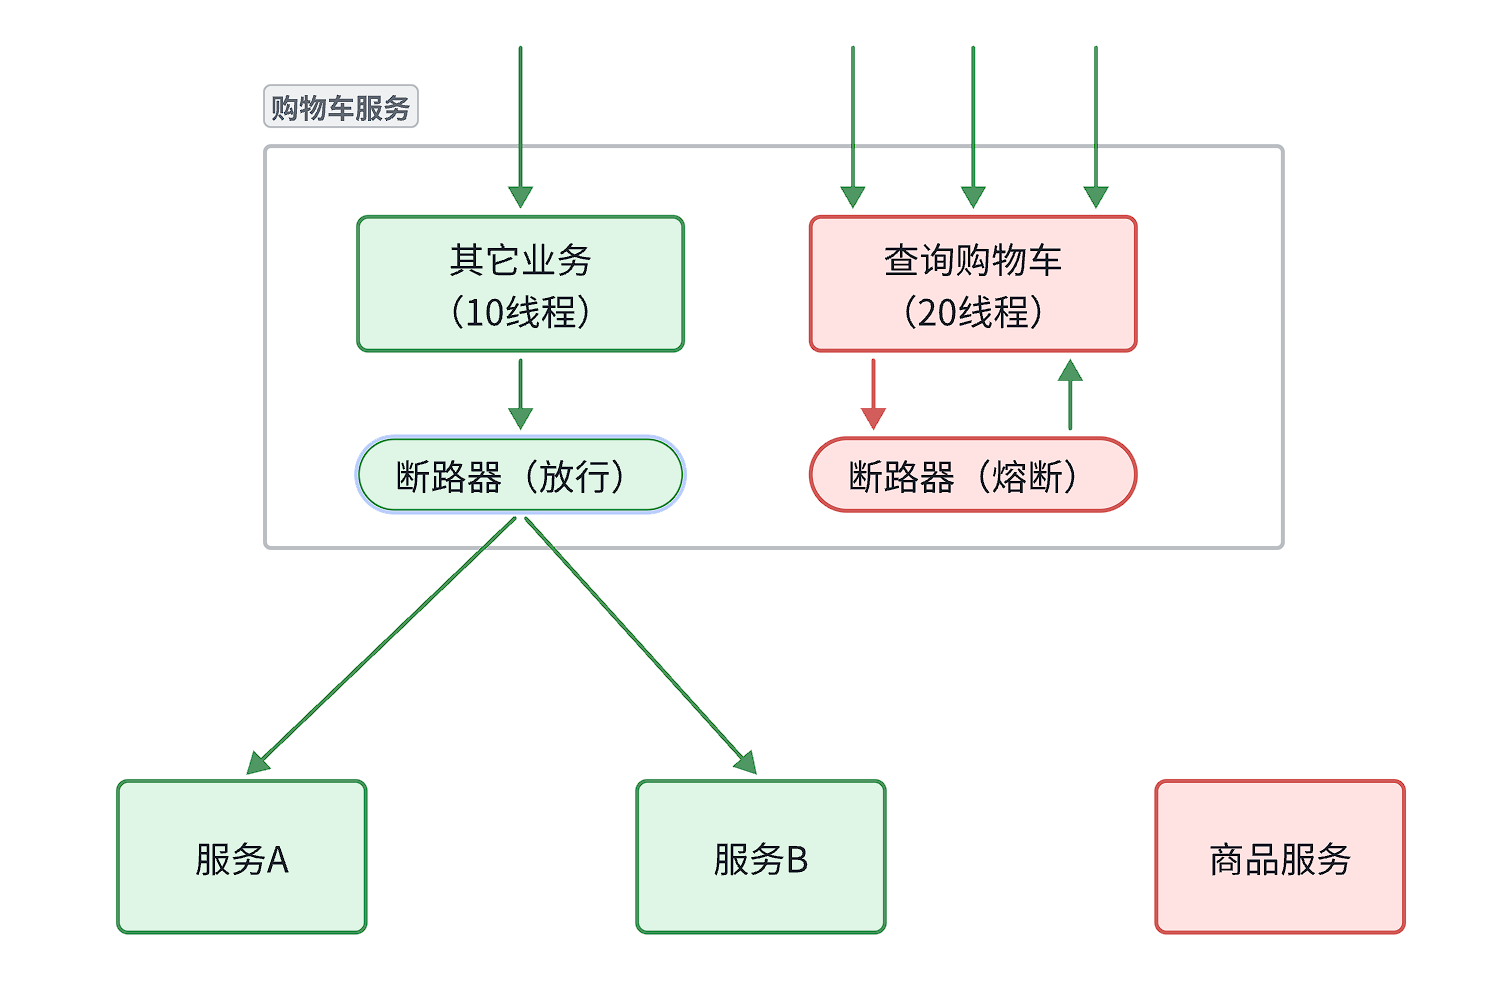 购物车服务
其它业务
（10线程）
查询购物车
（20线程）
断路器（放行）
断路器（熔断）
服务A
服务B
商品服务